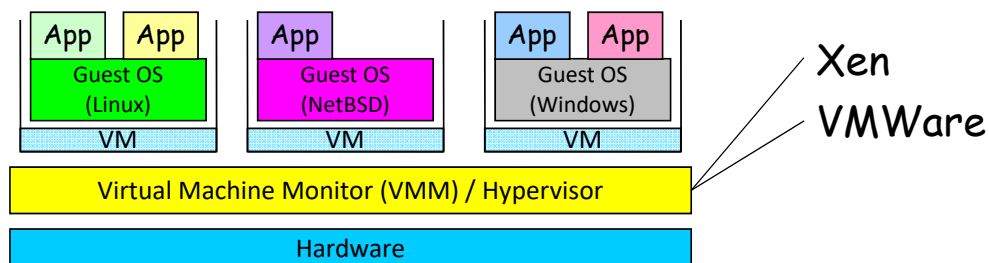 App App App App App
Guest OS
(Linux)
Guest OS
(NetBSD)
Guest OS
(Windows)
VM VM VM
Xen
VMWare
Virtual Machine Monitor (VMM) / Hypervisor
Hardware